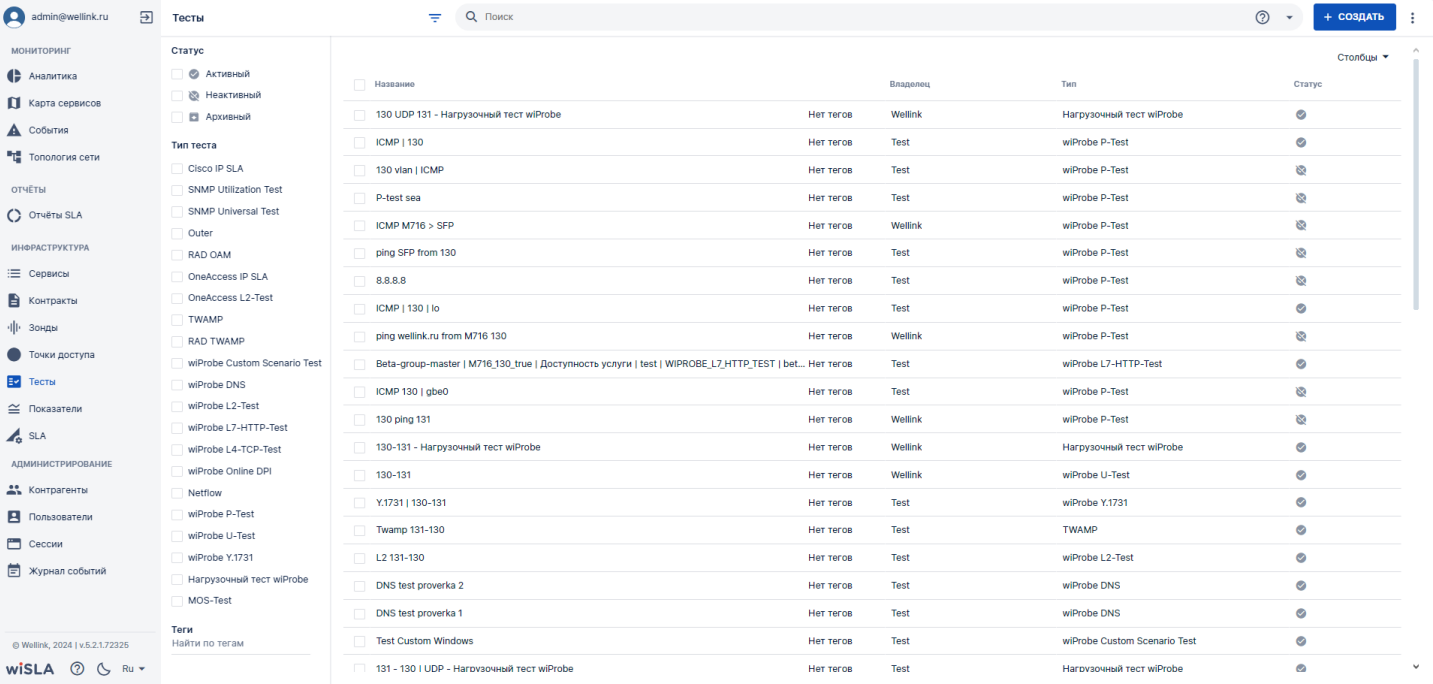 admin@wellink.ru
МОНИТОРИНГ
Аналитика
Карта сервисов
События
Топология сети
ОТЧЁТЫ
Отчёты SLA
ИНФРАСТРУКТУРА
Сервисы
Контракты
Зонды
Точки доступа
Тесты
Показатели
SLA
АДМИНИСТРИРОВАНИЕ
Контрагенты
Пользователи
Сессии
Журнал событий
© Wellink, 2024 | v.5.2.1.72325
wiSLA Ru
Тесты
Поиск
+ СОЗДАТЬ
Статус
Активный
Неактивный
Архивный
Тип теста
Cisco IP SLA
SNMP Utilization Test
SNMP Universal Test
Outer
RAD OAM
OneAccess IP SLA
OneAccess L2-Test
TWAMP
RAD TWAMP
wiProbe Custom Scenario Test
wiProbe DNS
wiProbe L2-Test
wiProbe L7-HTTP-Test
wiProbe L4-TCP-Test
wiProbe Online DPI
Netflow
wiProbe P-Test
wiProbe U-Test
wiProbe Y.1731
Нагрузочный тест wiProbe
MOS-Test
Теги
Найти по тегам
Столбцы
Название Владелец Тип Статус
130 UDP 131 - Нагрузочный тест wiProbe Нет тегов Wellink Нагрузочный тест wiProbe
ICMP | 130 Нет тегов Test wiProbe P-Test
130 vlan | ICMP Нет тегов Test wiProbe P-Test
P-test sea Нет тегов Test wiProbe P-Test
ICMP M716 > SFP Нет тегов Wellink wiProbe P-Test
ping SFP from 130 Нет тегов Test wiProbe P-Test
8.8.8.8 Нет тегов Test wiProbe P-Test
ICMP | 130 | lo Нет тегов Test wiProbe P-Test
ping wellink.ru from M716 130 Нет тегов Wellink wiProbe P-Test
Beta-group-master | M716_130_true | Доступность услуги | test | WIPROBE_L7_HTTP_TEST | bet... Нет тегов Test wiProbe L7-HTTP-Test
ICMP 130 | gbe0 Нет тегов Test wiProbe P-Test
130 ping 131 Нет тегов Wellink wiProbe P-Test
130-131 - Нагрузочный тест wiProbe Нет тегов Wellink Нагрузочный тест wiProbe
130-131 Нет тегов Wellink wiProbe U-Test
Y.1731 | 130-131 Нет тегов Test wiProbe Y.1731
Twamp 131-130 Нет тегов Test TWAMP
L2 131-130 Нет тегов Test wiProbe L2-Test
DNS test proverka 2 Нет тегов Test wiProbe DNS
DNS test proverka 1 Нет тегов Test wiProbe DNS
Test Custom Windows Нет тегов Test wiProbe Custom Scenario Test
131 - 130 | UDP - Нагрузочный тест wiProbe Нет тегов Test Нагрузочный тест wiProbe